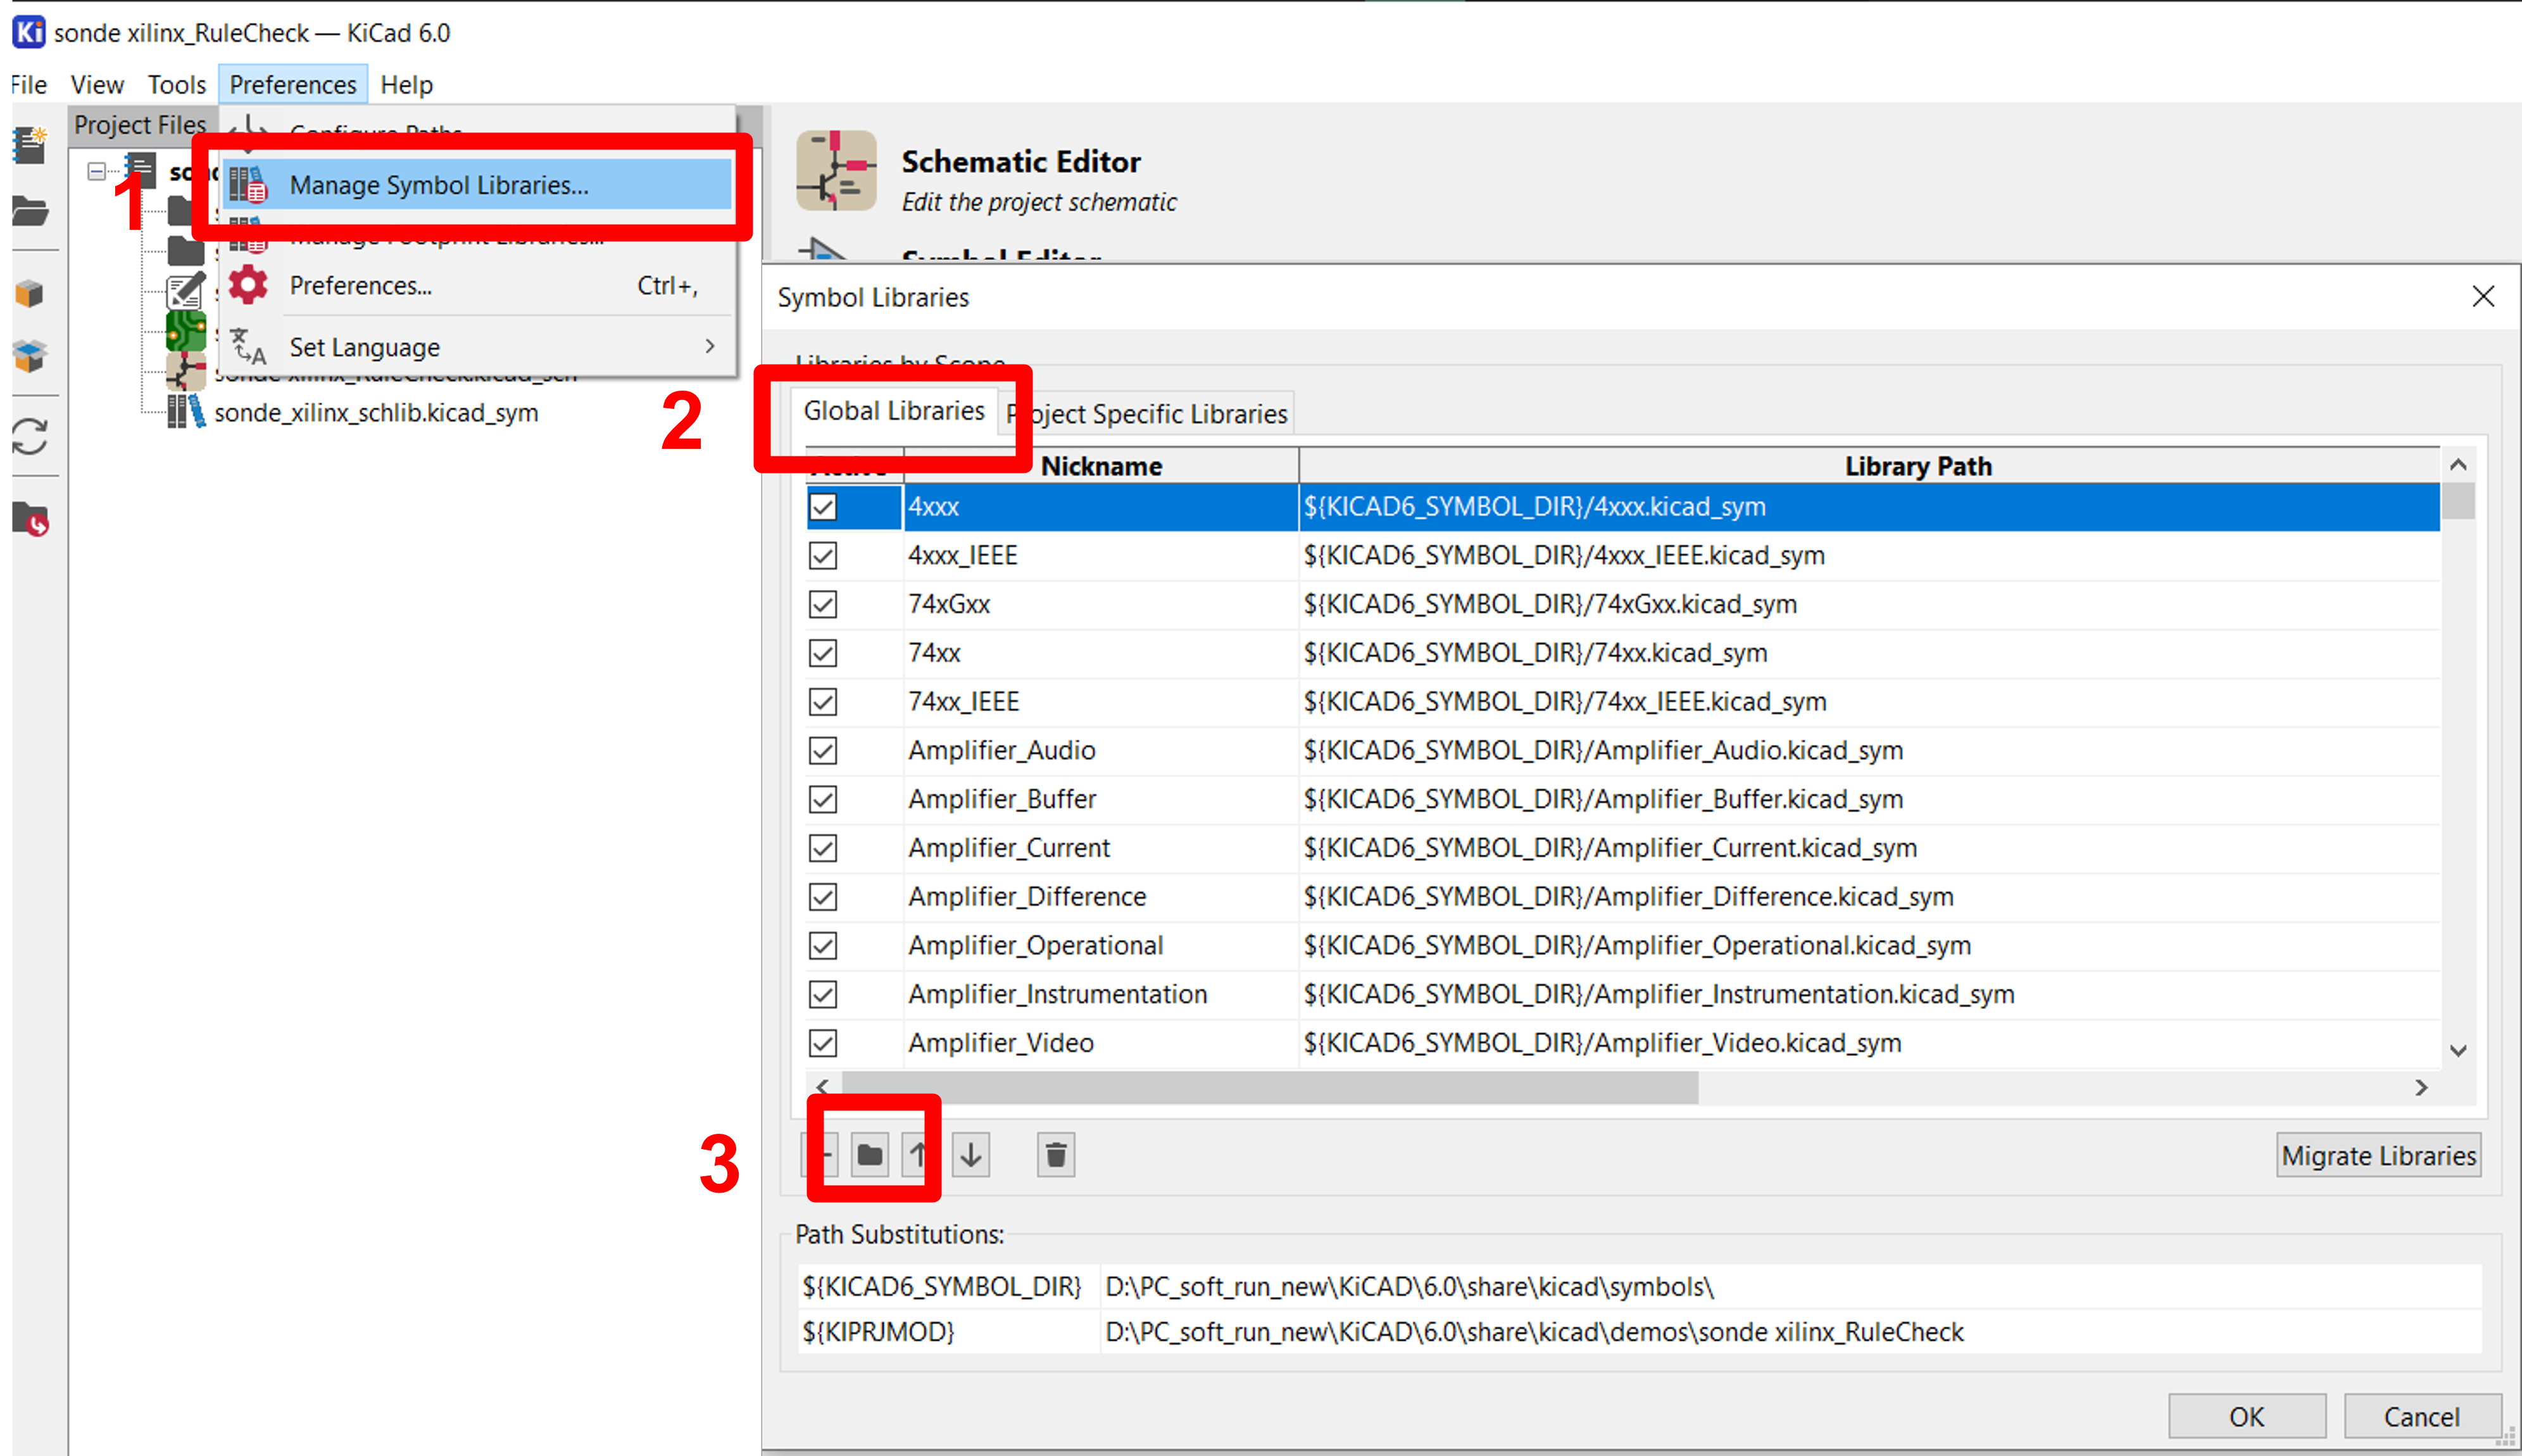 Ki sonde xilinx_RuleCheck — KiCad 6.0
File View Tools Preferences Help
Project Files
Configure Paths...
1
Manage Symbol Libraries...
Manage Footprint Libraries...
Preferences... Ctrl+,
Set Language
sonde xilinx_RuleCheck.kicad_sch
sonde_xilinx_schlib.kicad_sym
Schematic Editor
Edit the project schematic
Symbol Editor
Symbol Libraries
Libraries by Scope
2
Global Libraries Project Specific Libraries
Active Nickname Library Path
4xxx ${KICAD6_SYMBOL_DIR}/4xxx.kicad_sym
4xxx_IEEE ${KICAD6_SYMBOL_DIR}/4xxx_IEEE.kicad_sym
74xGxx ${KICAD6_SYMBOL_DIR}/74xGxx.kicad_sym
74xx ${KICAD6_SYMBOL_DIR}/74xx.kicad_sym
74xx_IEEE ${KICAD6_SYMBOL_DIR}/74xx_IEEE.kicad_sym
Amplifier_Audio ${KICAD6_SYMBOL_DIR}/Amplifier_Audio.kicad_sym
Amplifier_Buffer ${KICAD6_SYMBOL_DIR}/Amplifier_Buffer.kicad_sym
Amplifier_Current ${KICAD6_SYMBOL_DIR}/Amplifier_Current.kicad_sym
Amplifier_Difference ${KICAD6_SYMBOL_DIR}/Amplifier_Difference.kicad_sym
Amplifier_Operational ${KICAD6_SYMBOL_DIR}/Amplifier_Operational.kicad_sym
Amplifier_Instrumentation ${KICAD6_SYMBOL_DIR}/Amplifier_Instrumentation.kicad_sym
Amplifier_Video ${KICAD6_SYMBOL_DIR}/Amplifier_Video.kicad_sym
3
Migrate Libraries
Path Substitutions:
${KICAD6_SYMBOL_DIR} D:\PC_soft_run_new\KiCAD\6.0\share\kicad\symbols\
${KIPRJMOD} D:\PC_soft_run_new\KiCAD\6.0\share\kicad\demos\sonde xilinx_RuleCheck
OK Cancel